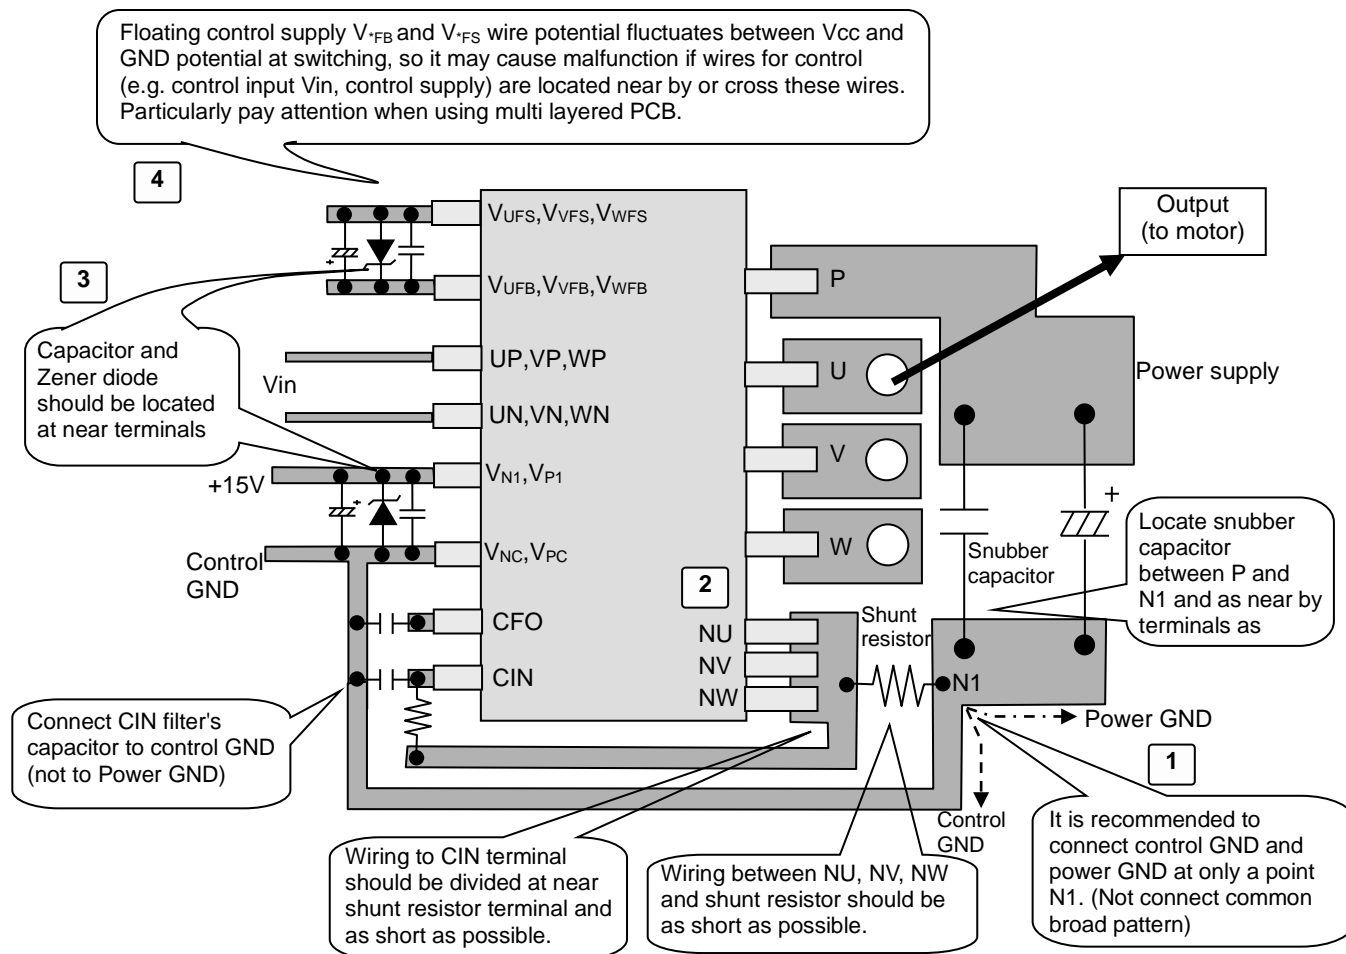 Floating control supply V*FB and V*FS wire potential fluctuates between Vcc and
GND potential at switching, so it may cause malfunction if wires for control
(e.g. control input Vin, control supply) are located near by or cross these wires.
Particularly pay attention when using multi layered PCB.
4
VUFS,VVFS,VWFS
Output
(to motor)
3
VUFB,VVFB,VWFB
P
Capacitor and
Zener diode
should be located
at near terminals
Vin
UP,VP,WP
U
Power supply
UN,VN,WN
V
+15V
VN1,VP1
+
+
+
Locate snubber
capacitor
between P and
N1 and as near by
terminals as
Control
GND
VNC,VPC
W
Snubber
capacitor
2
CFO
NU
Shunt
resistor
NV
CIN
NW
N1
Connect CIN filter's
capacitor to control GND
(not to Power GND)
Power GND
1
Control
GND
Wiring to CIN terminal
should be divided at near
shunt resistor terminal and
as short as possible.
Wiring between NU, NV, NW
and shunt resistor should be
as short as possible.
It is recommended to
connect control GND and
power GND at only a point
N1. (Not connect common
broad pattern)